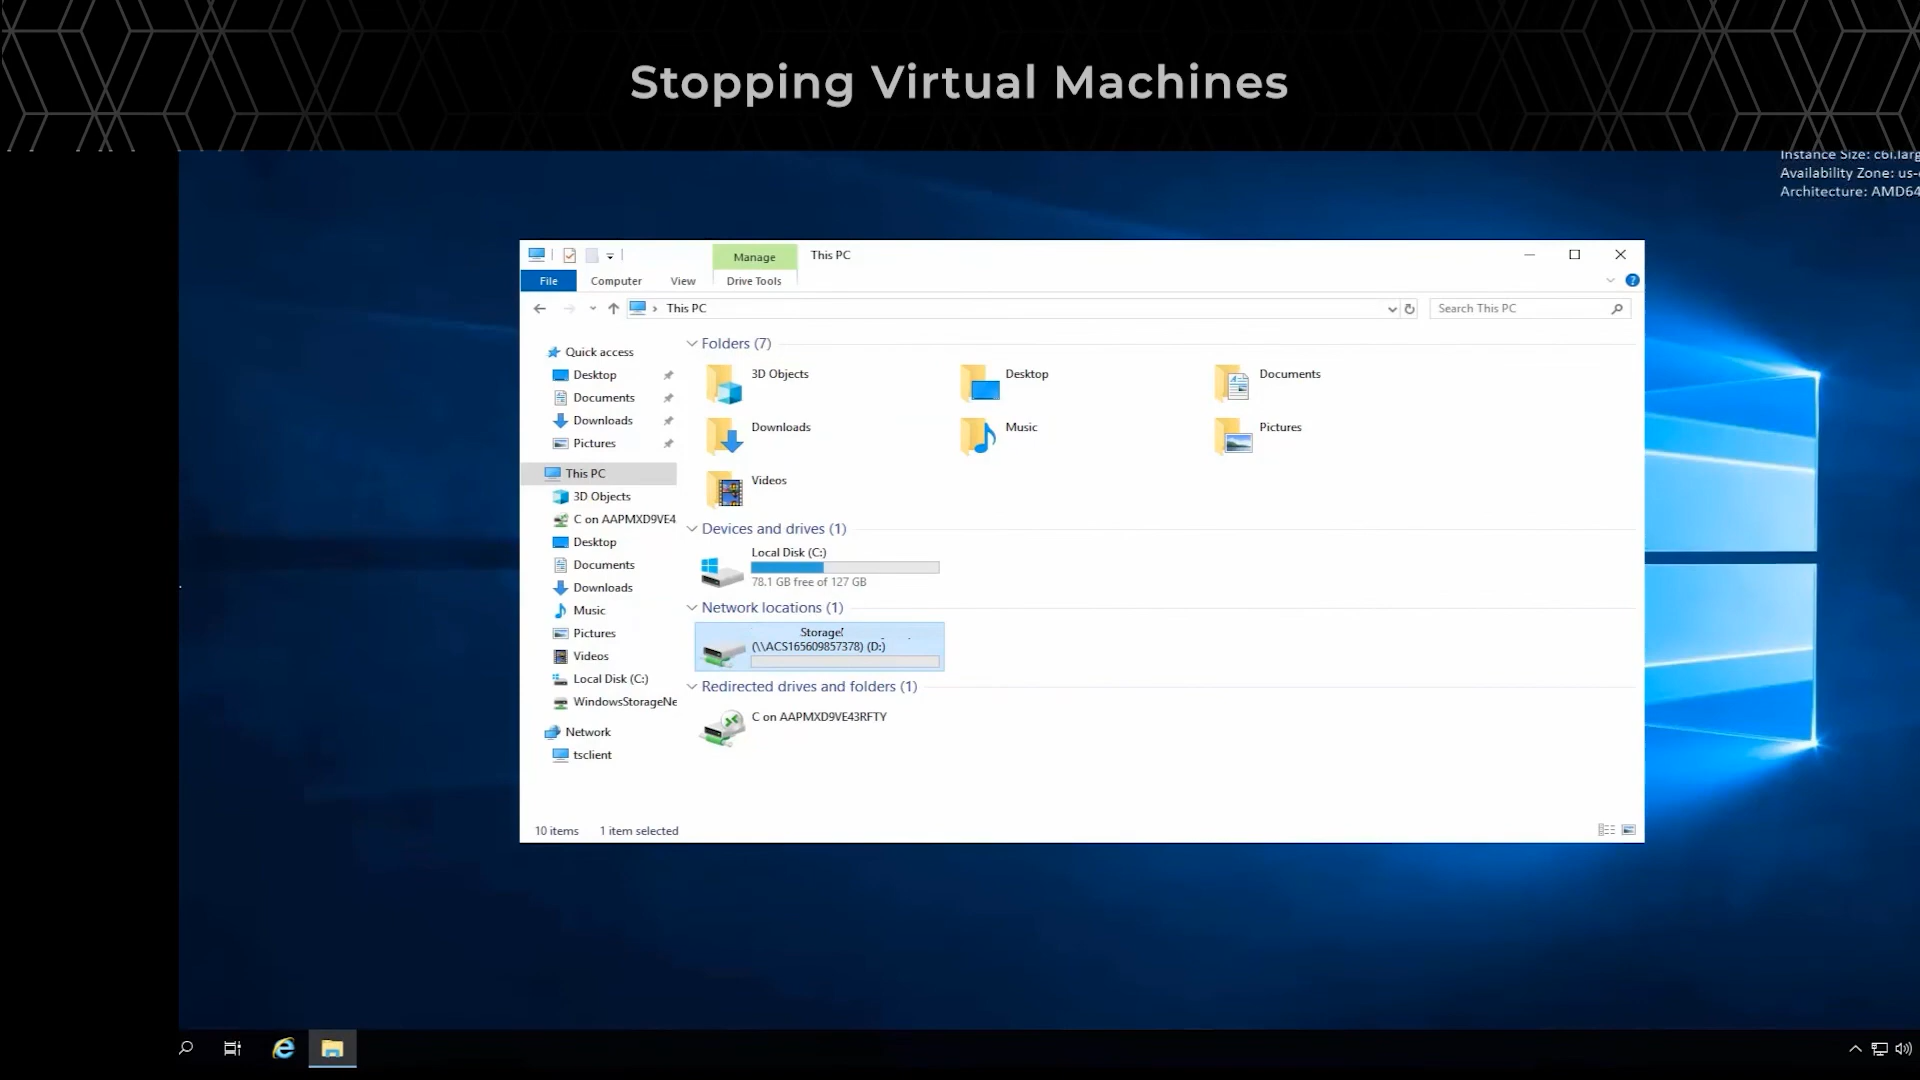 Stopping Virtual Machines
Instance Size: c6i.larg
Availability Zone: us-
Architecture: AMD64
Manage
This PC
File
Computer
View
Drive Tools
This PC
Search This PC
Quick access
Desktop
Documents
Downloads
Pictures
This PC
3D Objects
C on AAPMXD9VE4
Desktop
Documents
Downloads
Music
Pictures
Videos
Local Disk (C:)
WindowsStorageNe
Network
tsclient
Folders (7)
3D Objects
Desktop
Documents
Downloads
Music
Pictures
Videos
Devices and drives (1)
Local Disk (C:)
78.1 GB free of 127 GB
Network locations (1)
Storage
(\\ACS165609857378) (D:)
Redirected drives and folders (1)
C on AAPMXD9VE43RFTY
10 items
1 item selected